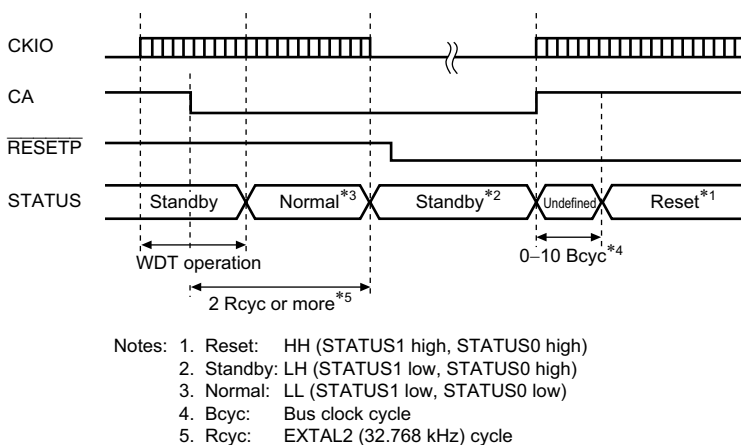 CKIO
CA
RESETP
STATUS
Standby
Normal*3
Standby*2
Undefined
Reset*1
WDT operation
0–10 Bcyc*4
2 Rcyc or more*5
Notes: 1. Reset: HH (STATUS1 high, STATUS0 high)
2. Standby: LH (STATUS1 low, STATUS0 high)
3. Normal: LL (STATUS1 low, STATUS0 low)
4. Bcyc: Bus clock cycle
5. Rcyc: EXTAL2 (32.768 kHz) cycle